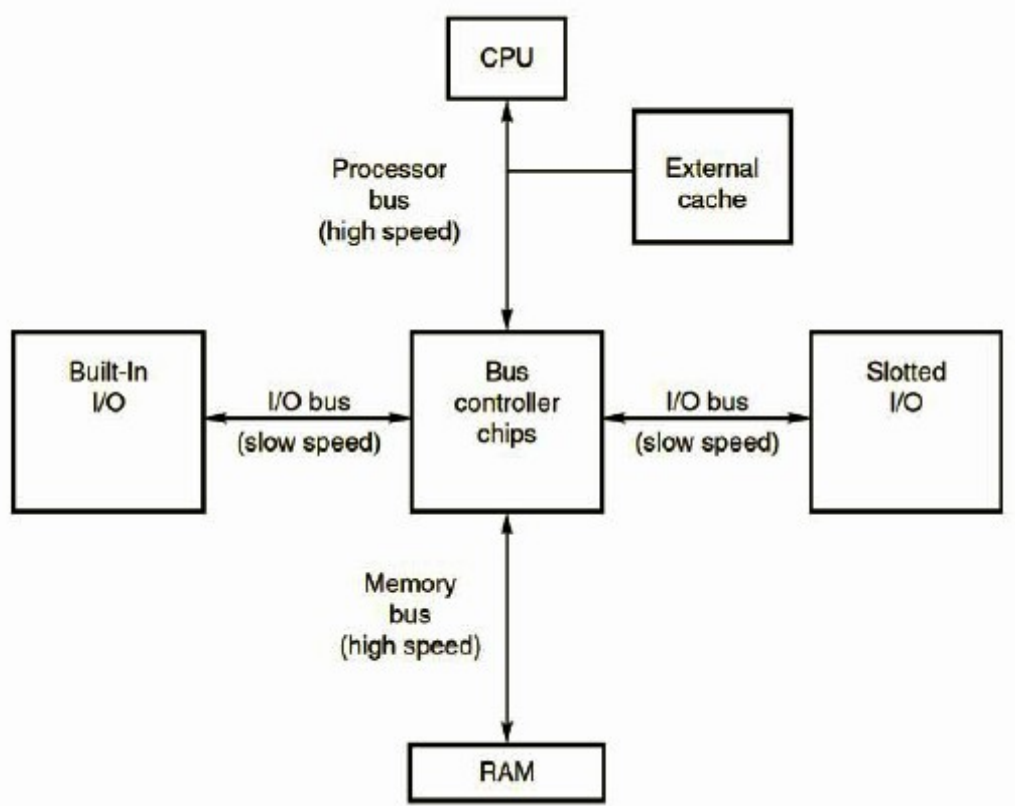 CPU
Processor
bus
(high speed)
External
cache
Built-In
I/O
I/O bus
(slow speed)
Bus
controller
chips
I/O bus
(slow speed)
Slotted
I/O
Memory
bus
(high speed)
RAM